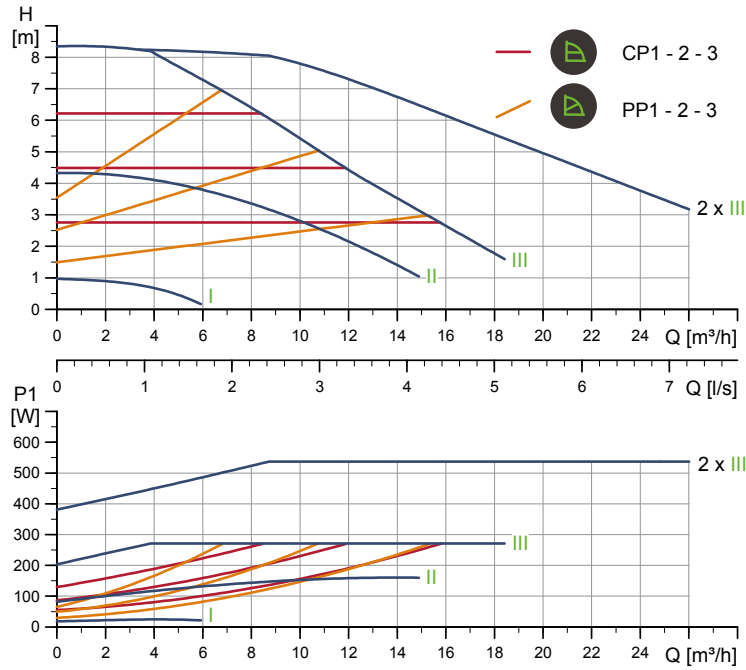 H
[m]
8
7
6
5
4
3
2
1
0
CP1 - 2 - 3
PP1 - 2 - 3
2 x III
III
II
I
0 2 4 6 8 10 12 14 16 18 20 22 24 Q [m³/h]
0 1 2 3 4 5 6 7 Q [l/s]
P1
[W]
600
500
400
300
200
100
0
2 x III
III
II
I
0 2 4 6 8 10 12 14 16 18 20 22 24 Q [m³/h]